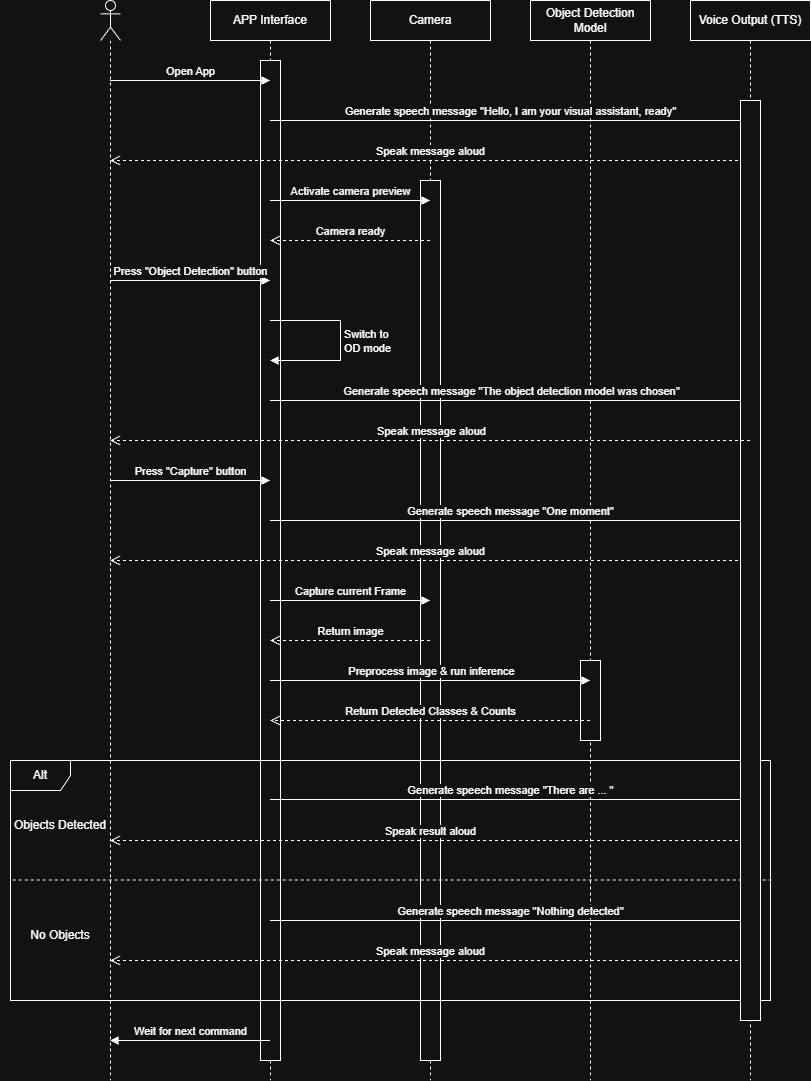 APP Interface
Camera
Object Detection
Model
Voice Output (TTS)
Open App
Generate speech message "Hello, I am your visual assistant, ready"
Speak message aloud
Activate camera preview
Camera ready
Press "Object Detection" button
Switch to
OD mode
Generate speech message "The object detection model was chosen"
Speak message aloud
Press "Capture" button
Generate speech message "One moment"
Speak message aloud
Capture current Frame
Return image
Preprocess image & run inference
Return Detected Classes & Counts
Alt
Generate speech message "There are ... "
Objects Detected
Speak result aloud
Generate speech message "Nothing detected"
No Objects
Speak message aloud
Weit for next command